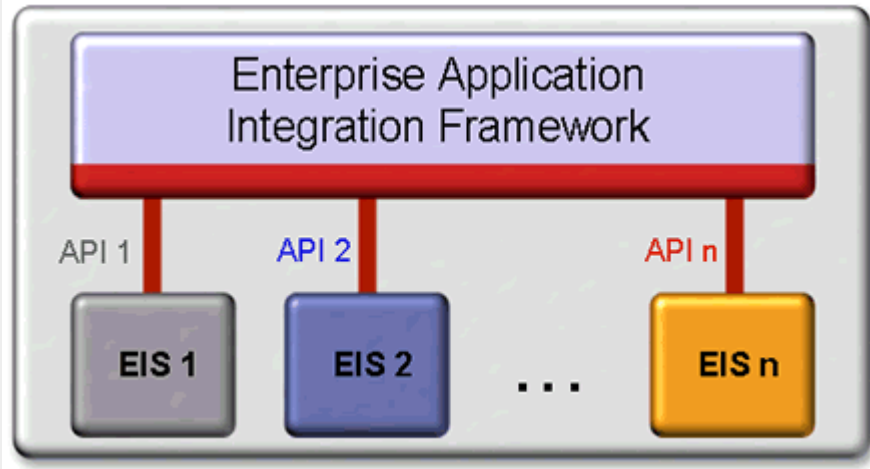 Enterprise Application
Integration Framework
API 1
API 2
API n
EIS 1
EIS 2
...
EIS n